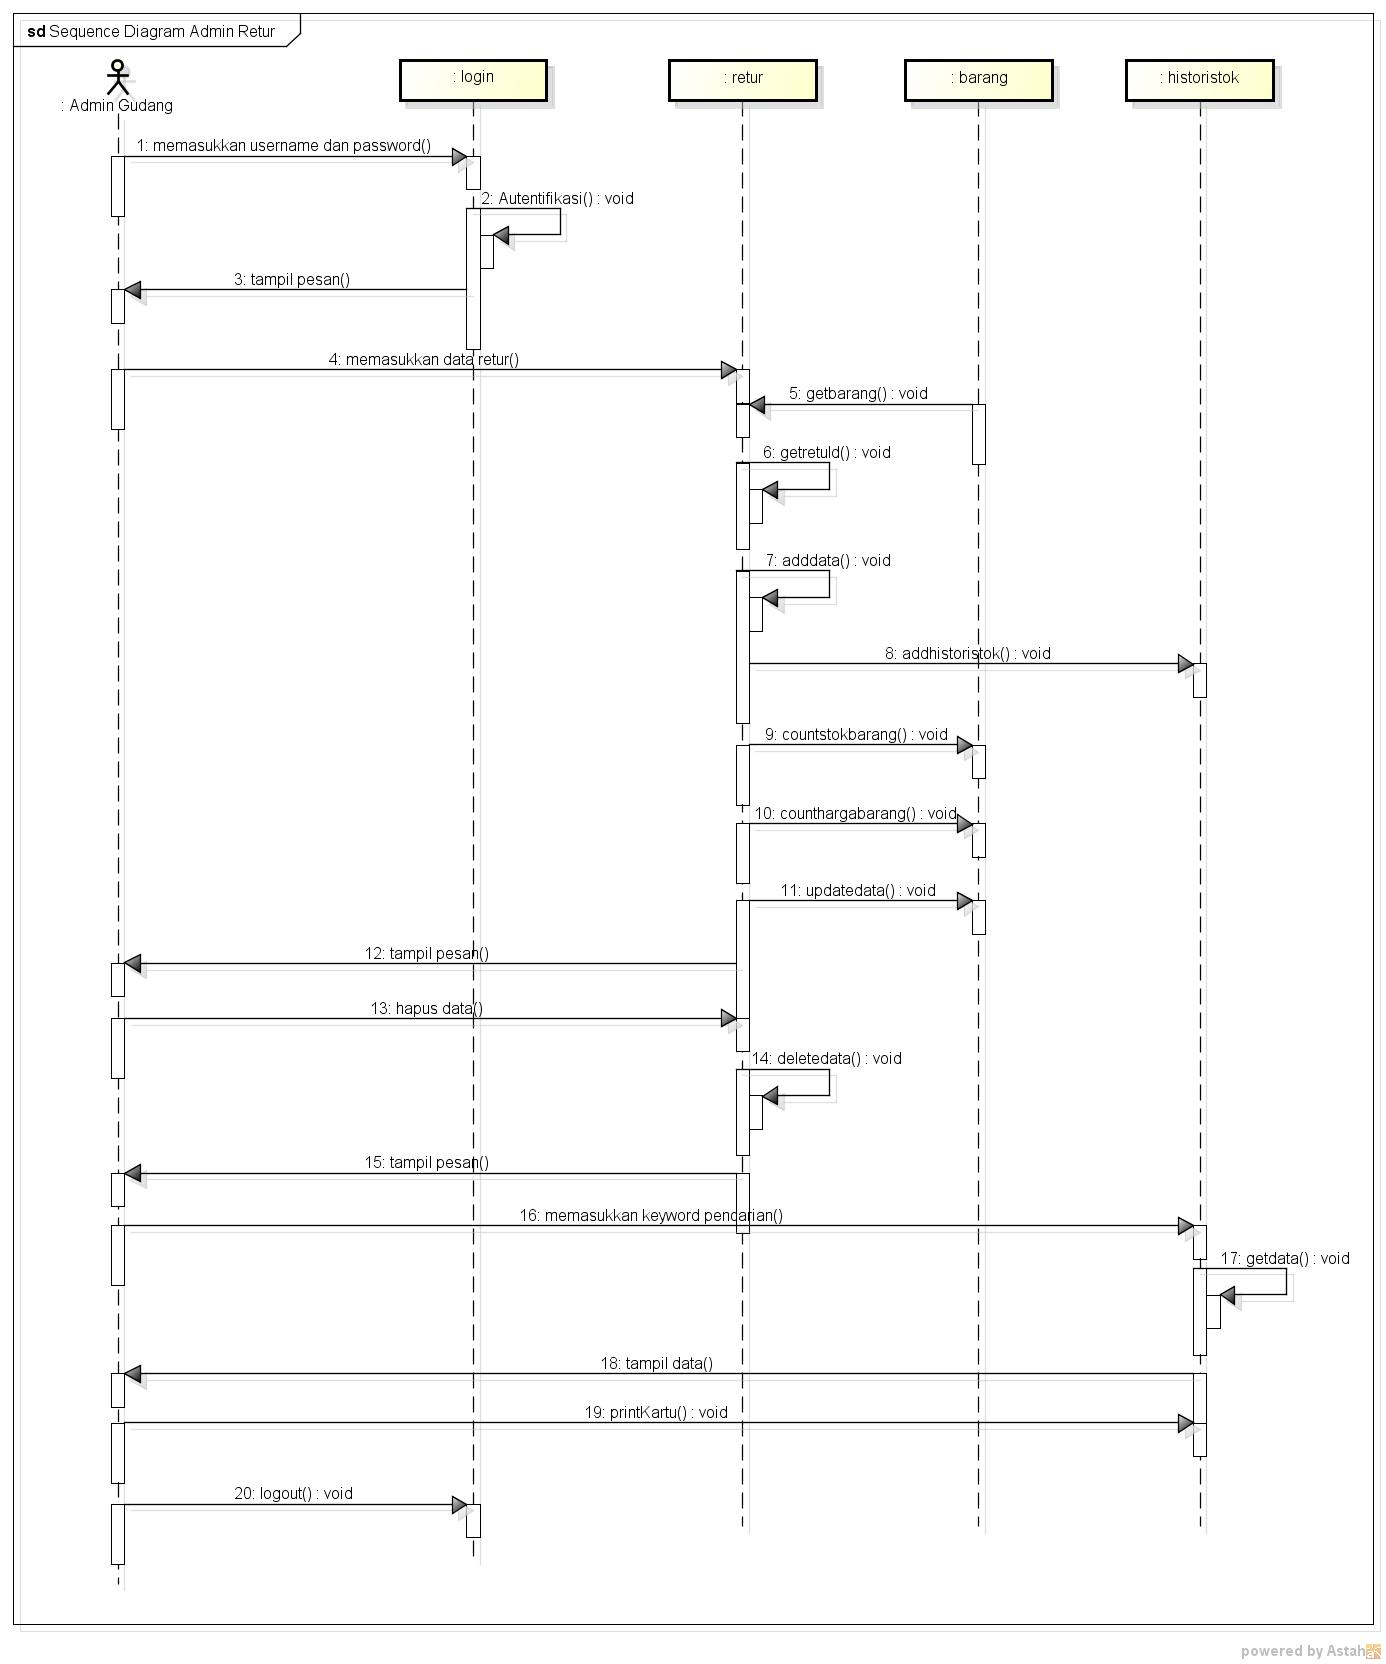 sd Sequence Diagram Admin Retur
: Admin Gudang
: login
: retur
: barang
: historistok
1: memasukkan username dan password()
2: Autentifikasi() : void
3: tampil pesan()
4: memasukkan data retur()
5: getbarang() : void
6: getretuId() : void
7: adddata() : void
8: addhistoristok() : void
9: countstokbarang() : void
10: counthargabarang() : void
11: updatedata() : void
12: tampil pesan()
13: hapus data()
14: deletedata() : void
15: tampil pesan()
16: memasukkan keyword pencarian()
17: getdata() : void
18: tampil data()
19: printKartu() : void
20: logout() : void
powered by Astah